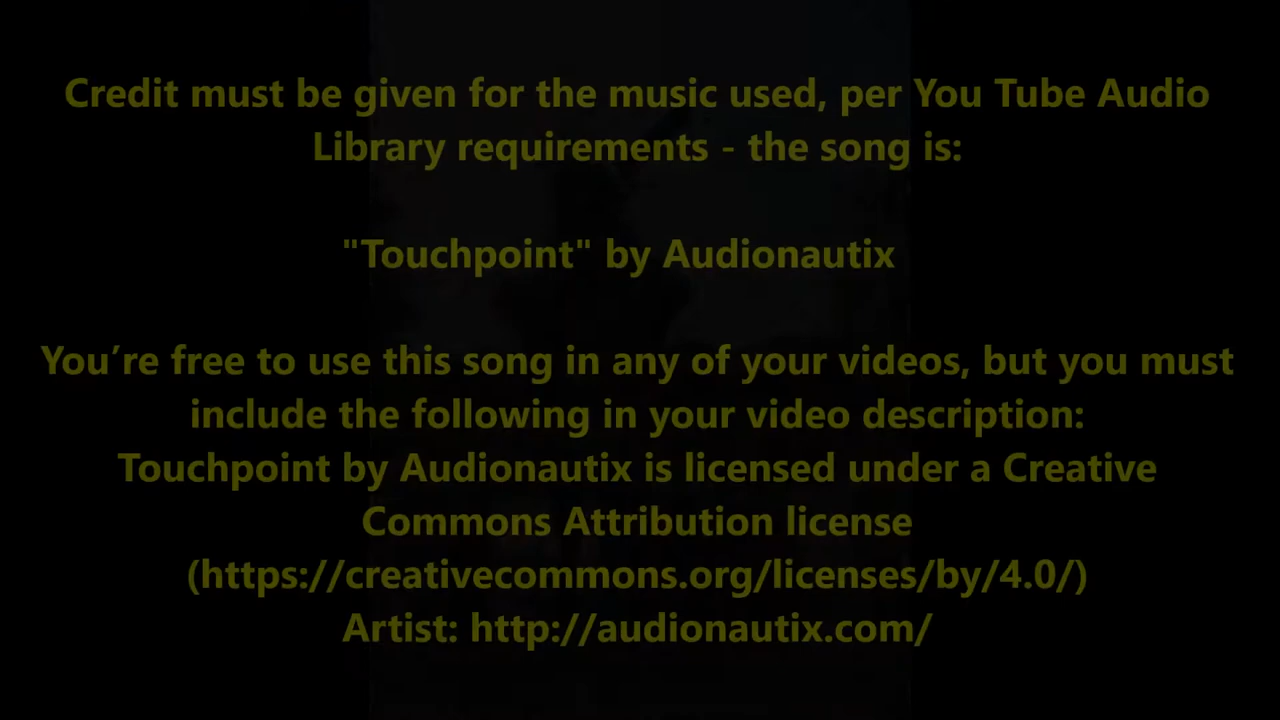 Credit must be given for the music used, per You Tube Audio
Library requirements - the song is:
"Touchpoint" by Audionautix
You’re free to use this song in any of your videos, but you must
include the following in your video description:
Touchpoint by Audionautix is licensed under a Creative
Commons Attribution license
(https://creativecommons.org/licenses/by/4.0/)
Artist: http://audionautix.com/